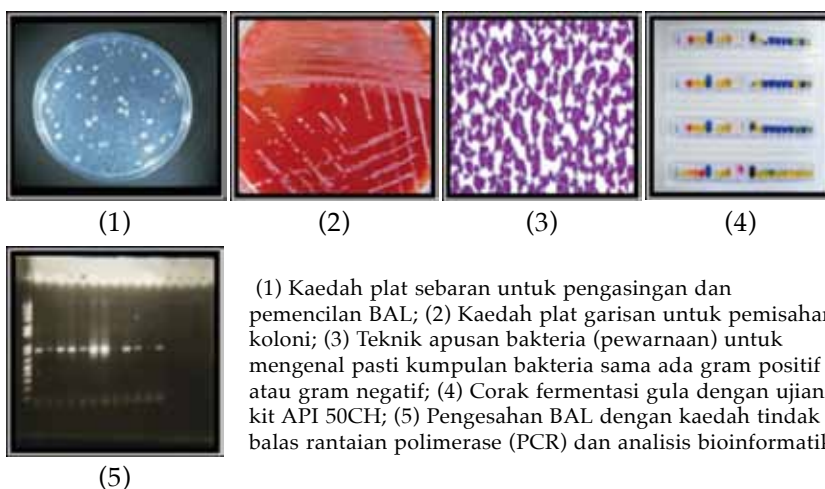 (1)
(2)
(3)
(4)
(5)
(1) Kaedah plat sebaran untuk pengasingan dan
pemencilan BAL; (2) Kaedah plat garisan untuk pemisahan
koloni; (3) Teknik apusan bakteria (pewarnaan) untuk
mengenal pasti kumpulan bakteria sama ada gram positif
atau gram negatif; (4) Corak fermentasi gula dengan ujian
kit API 50CH; (5) Pengesahan BAL dengan kaedah tindak
balas rantaian polimerase (PCR) dan analisis bioinformatik